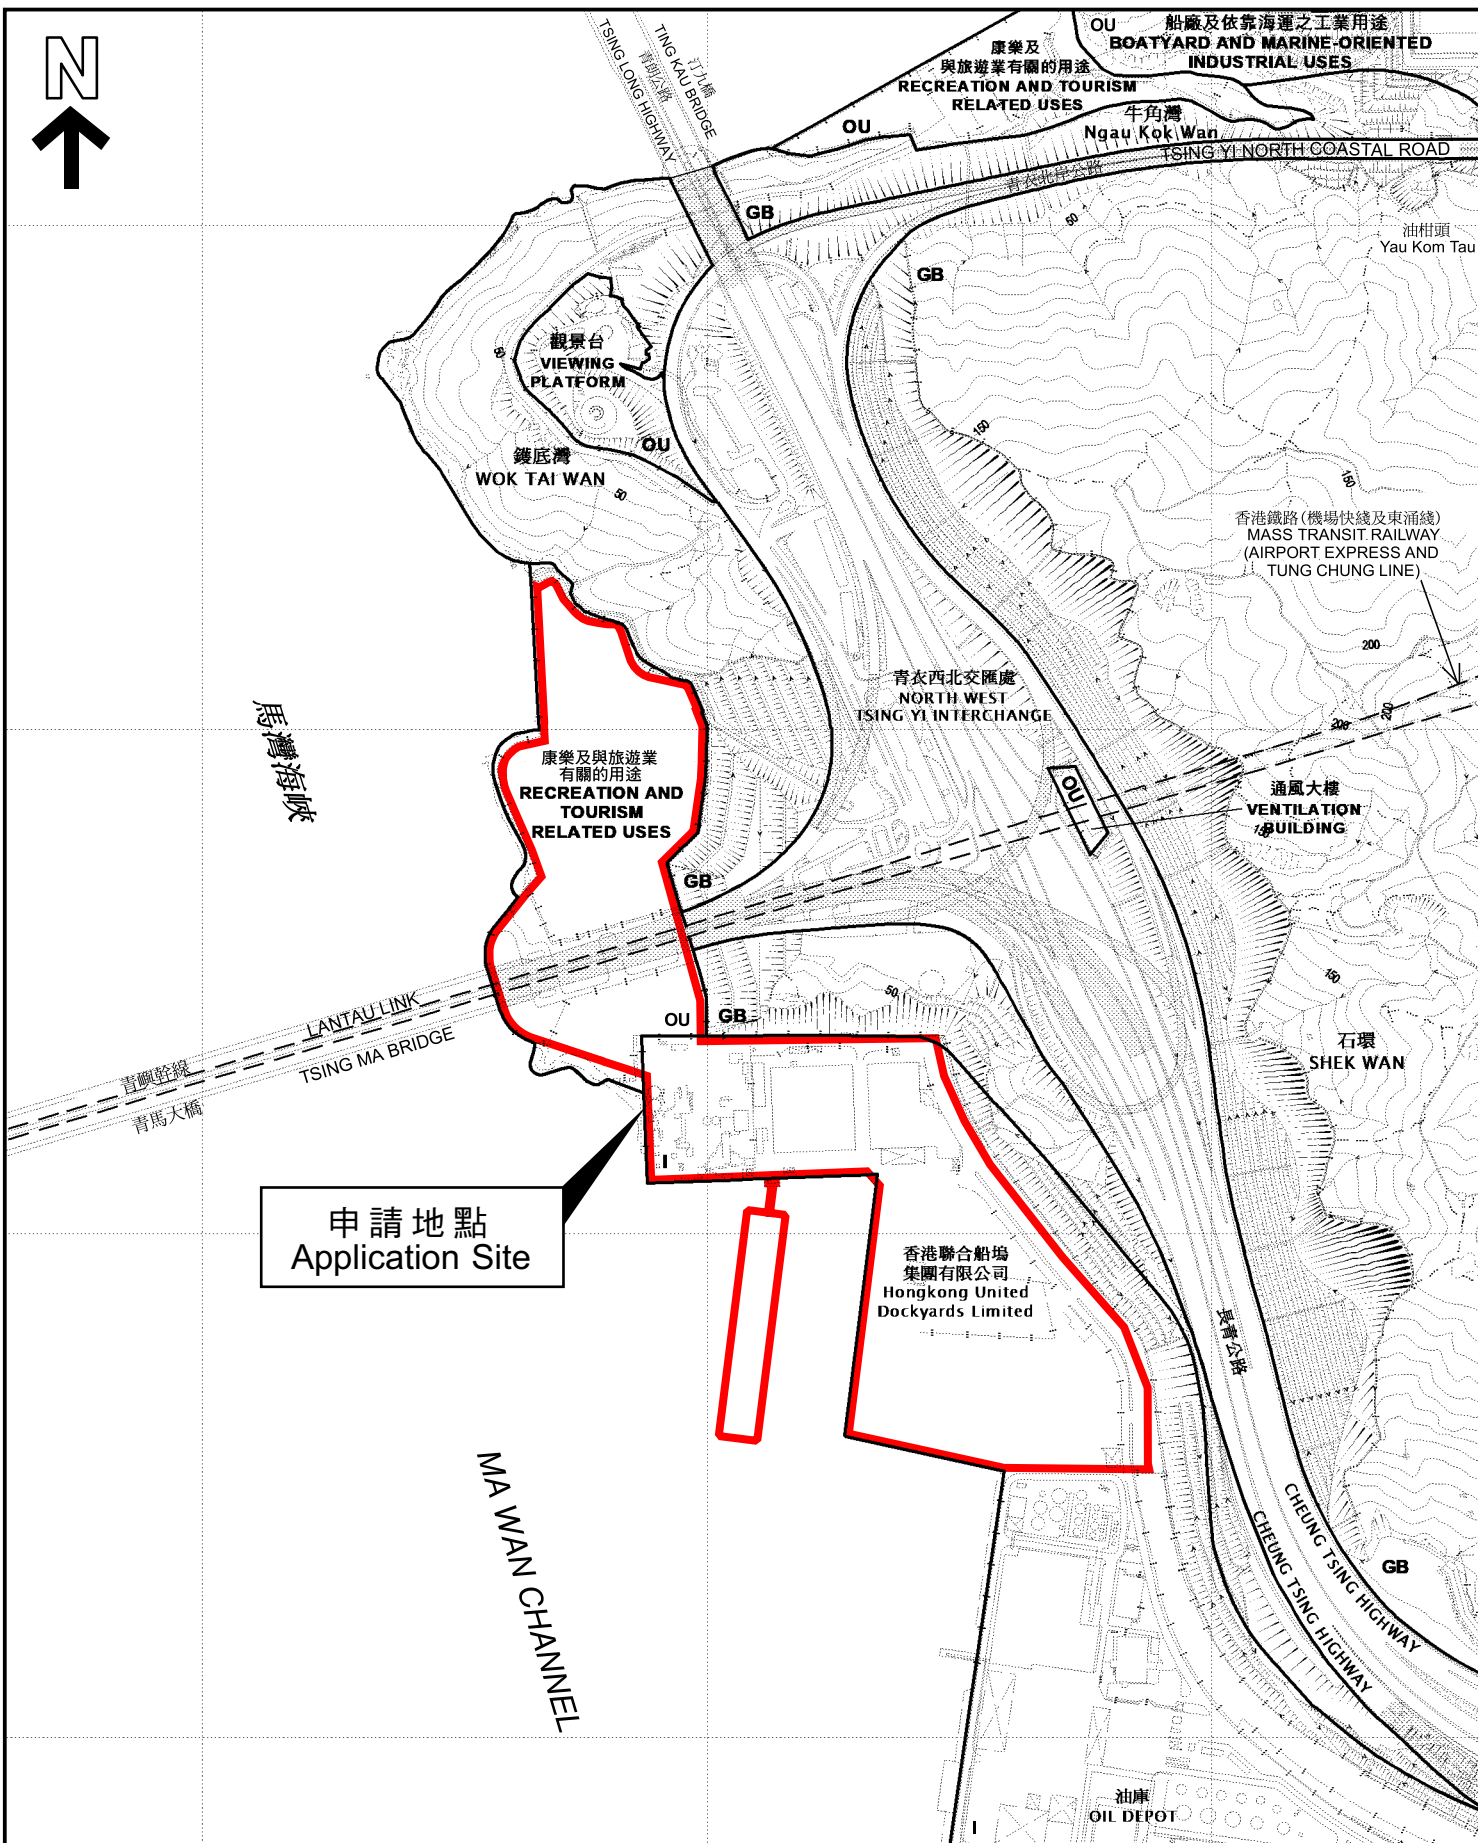 N
TSING LONG HIGHWAY
青朗公路
TING KAU BRIDGE
汀九橋
康樂及
與旅遊業有關的用途
RECREATION AND TOURISM
RELATED USES
OU
OU
船廠及依靠海運之工業用途
BOATYARD AND MARINE-ORIENTED
INDUSTRIAL USES
牛角灣
Ngau Kok Wan
TSING YI NORTH COASTAL ROAD
青衣北岸公路
GB
50
油柑頭
Yau Kom Tau
GB
觀景台
VIEWING
PLATFORM
50
OU
鑊底灣
WOK TAI WAN
50
150
150
香港鐵路(機場快綫及東涌綫)
MASS TRANSIT RAILWAY
(AIRPORT EXPRESS AND
TUNG CHUNG LINE)
200
青衣西北交匯處
NORTH WEST
TSING YI INTERCHANGE
200
200
馬灣海峽
康樂及與旅遊業
有關的用途
RECREATION AND
TOURISM
RELATED USES
OU
通風大樓
VENTILATION
BUILDING
150
GB
150
50
LANTAU LINK
青嶼幹線
TSING MA BRIDGE
青馬大橋
OU
GB
石環
SHEK WAN
I
申請地點
Application Site
香港聯合船塢
集團有限公司
Hongkong United
Dockyards Limited
長青公路
MA WAN CHANNEL
CHEUNG TSING HIGHWAY
CHEUNG TSING HIGHWAY
GB
油庫
OIL DEPOT
I